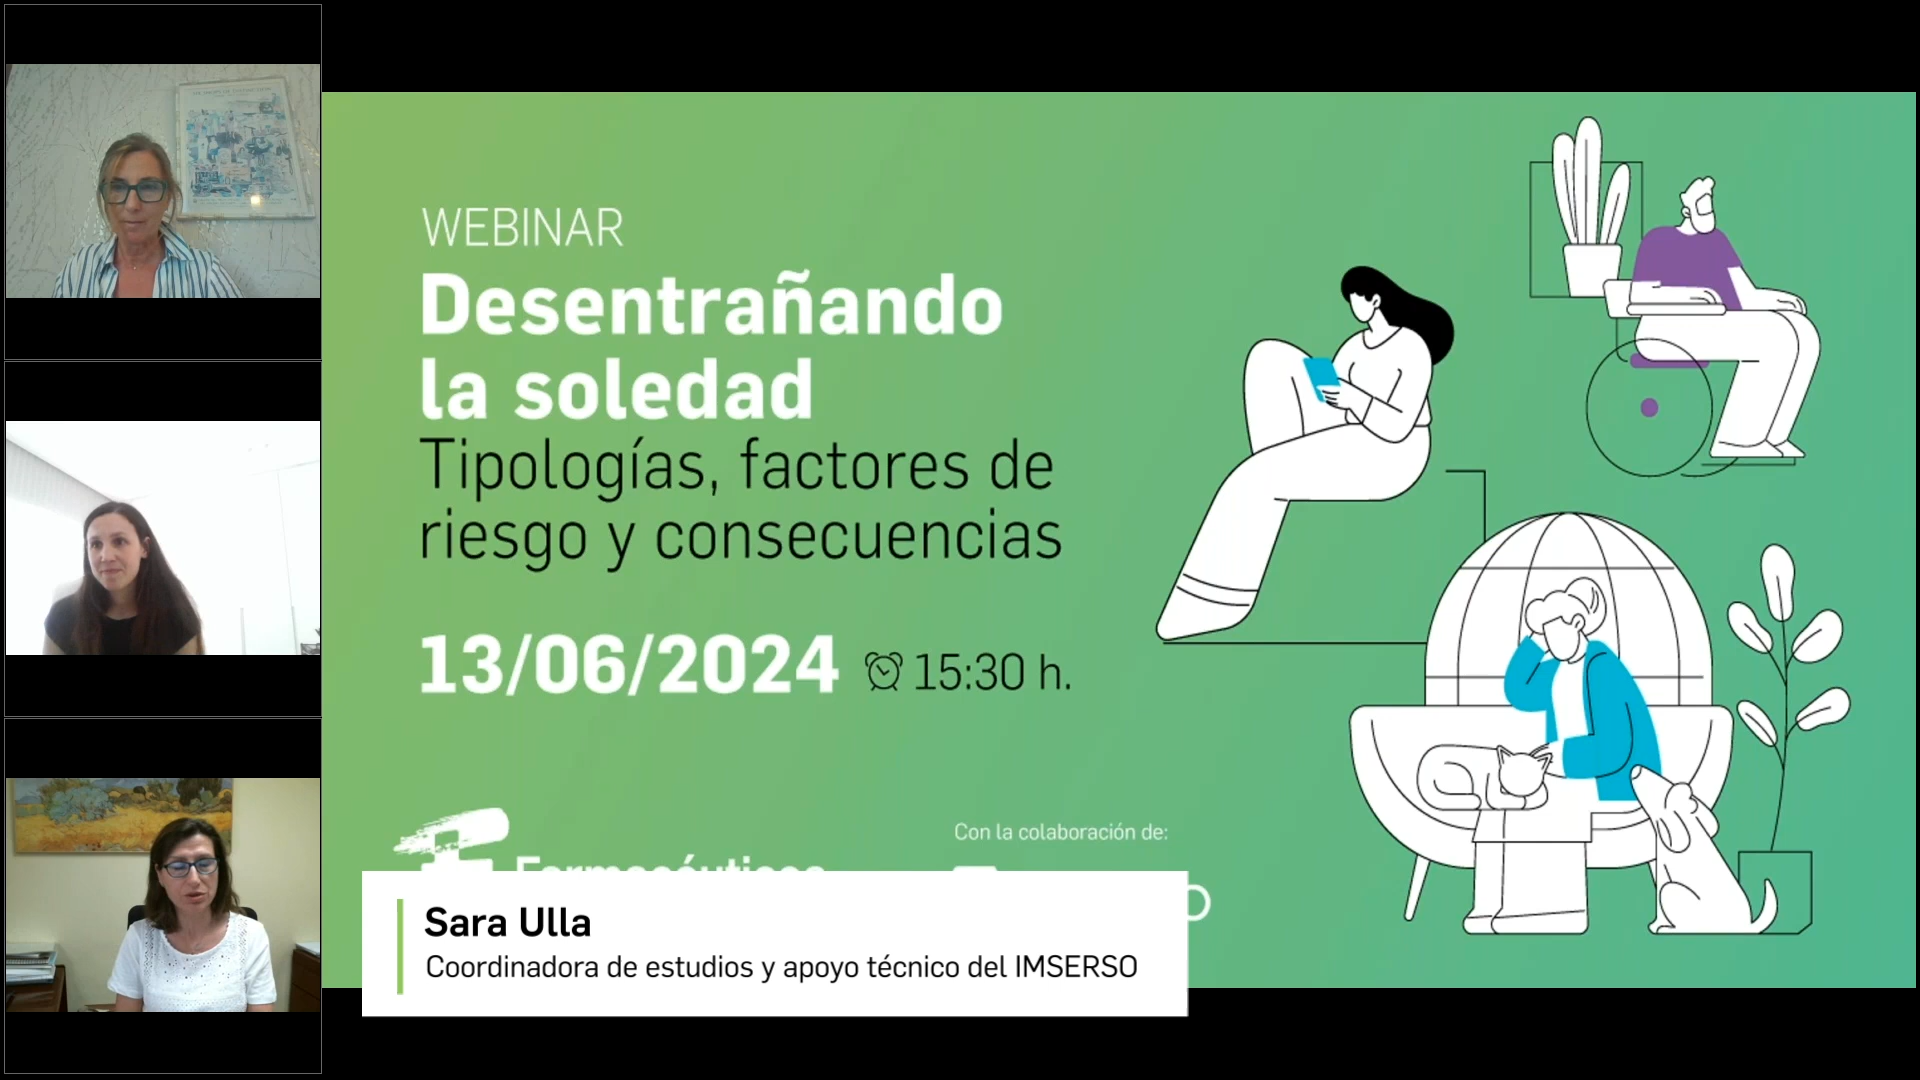 WEBINAR
Desentrañando
la soledad
Tipologías, factores de
riesgo y consecuencias
13/06/2024 15:30 h.
Con la colaboración de:
Farmacéuticos
Sara Ulla
Coordinadora de estudios y apoyo técnico del IMSERSO